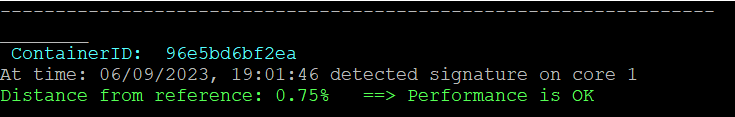 --------------------------------------------------------------------
________
ContainerID:  96e5bd6bf2ea
At time: 06/09/2023, 19:01:46 detected signature on core 1
Distance from reference: 0.75%   ==> Performance is OK